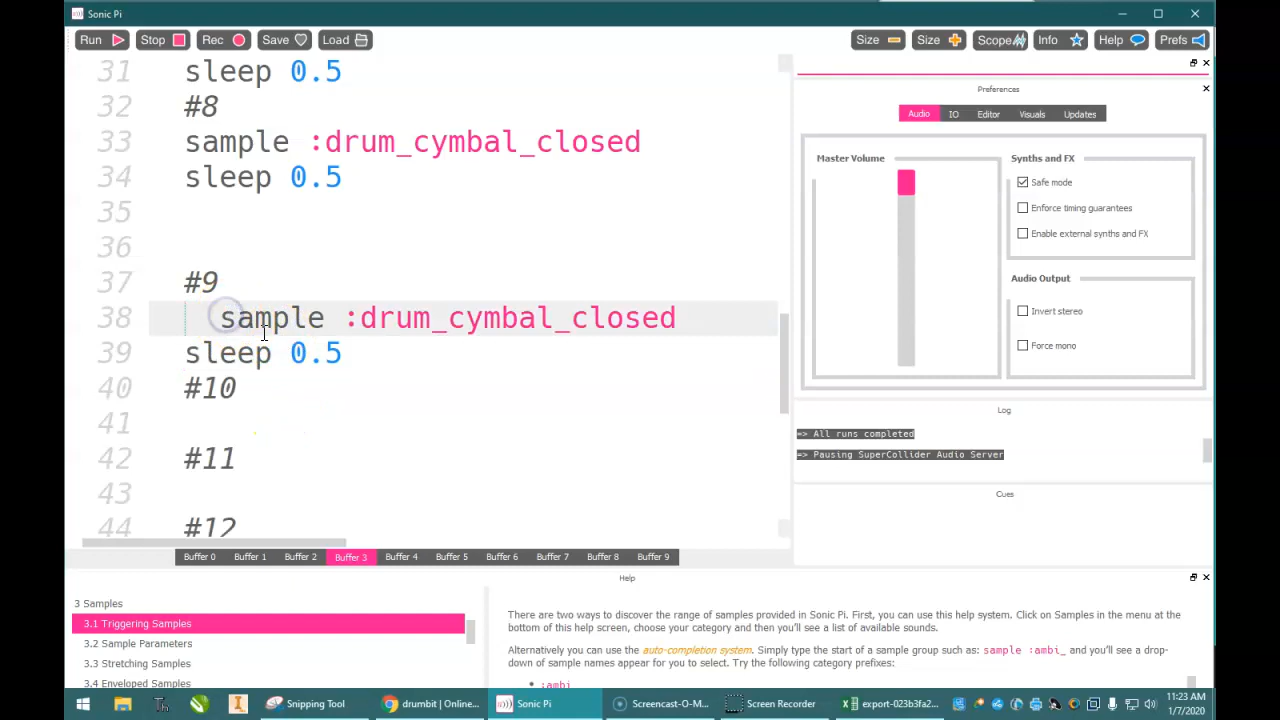 Sonic Pi
Run Stop Rec Save Load Size Size Scope Info Help Prefs
31 sleep 0.5
32 #8
33 sample :drum_cymbal_closed
34 sleep 0.5
35
36
37 #9
38 sample :drum_cymbal_closed
39 sleep 0.5
40 #10
41
42 #11
43
44 #12
Buffer 0 Buffer 1 Buffer 2 Buffer 3 Buffer 4 Buffer 5 Buffer 6 Buffer 7 Buffer 8 Buffer 9
Preferences
Audio IO Editor Visuals Updates
Master Volume
Synths and FX
Safe mode
Enforce timing guarantees
Enable external synths and FX
Audio Output
Invert stereo
Force mono
Log
=> All runs completed
=> Pausing SuperCollider Audio Server
Cues
Help
3 Samples
3.1 Triggering Samples
3.2 Sample Parameters
3.3 Stretching Samples
3.4 Enveloped Samples
There are two ways to discover the range of samples provided in Sonic Pi. First, you can use this help system. Click on Samples in the menu at the
bottom of this help screen, choose your category and then you'll see a list of available sounds.
Alternatively you can use the auto-completion system. Simply type the start of a sample group such as: sample :ambi_ and you'll see a drop-
down of sample names appear for you to select. Try the following category prefixes:
• :ambi_
Snipping Tool drumbit | Online... Sonic Pi Screencast-O-M... Screen Recorder export-023b3fa2...
11:23 AM
1/7/2020